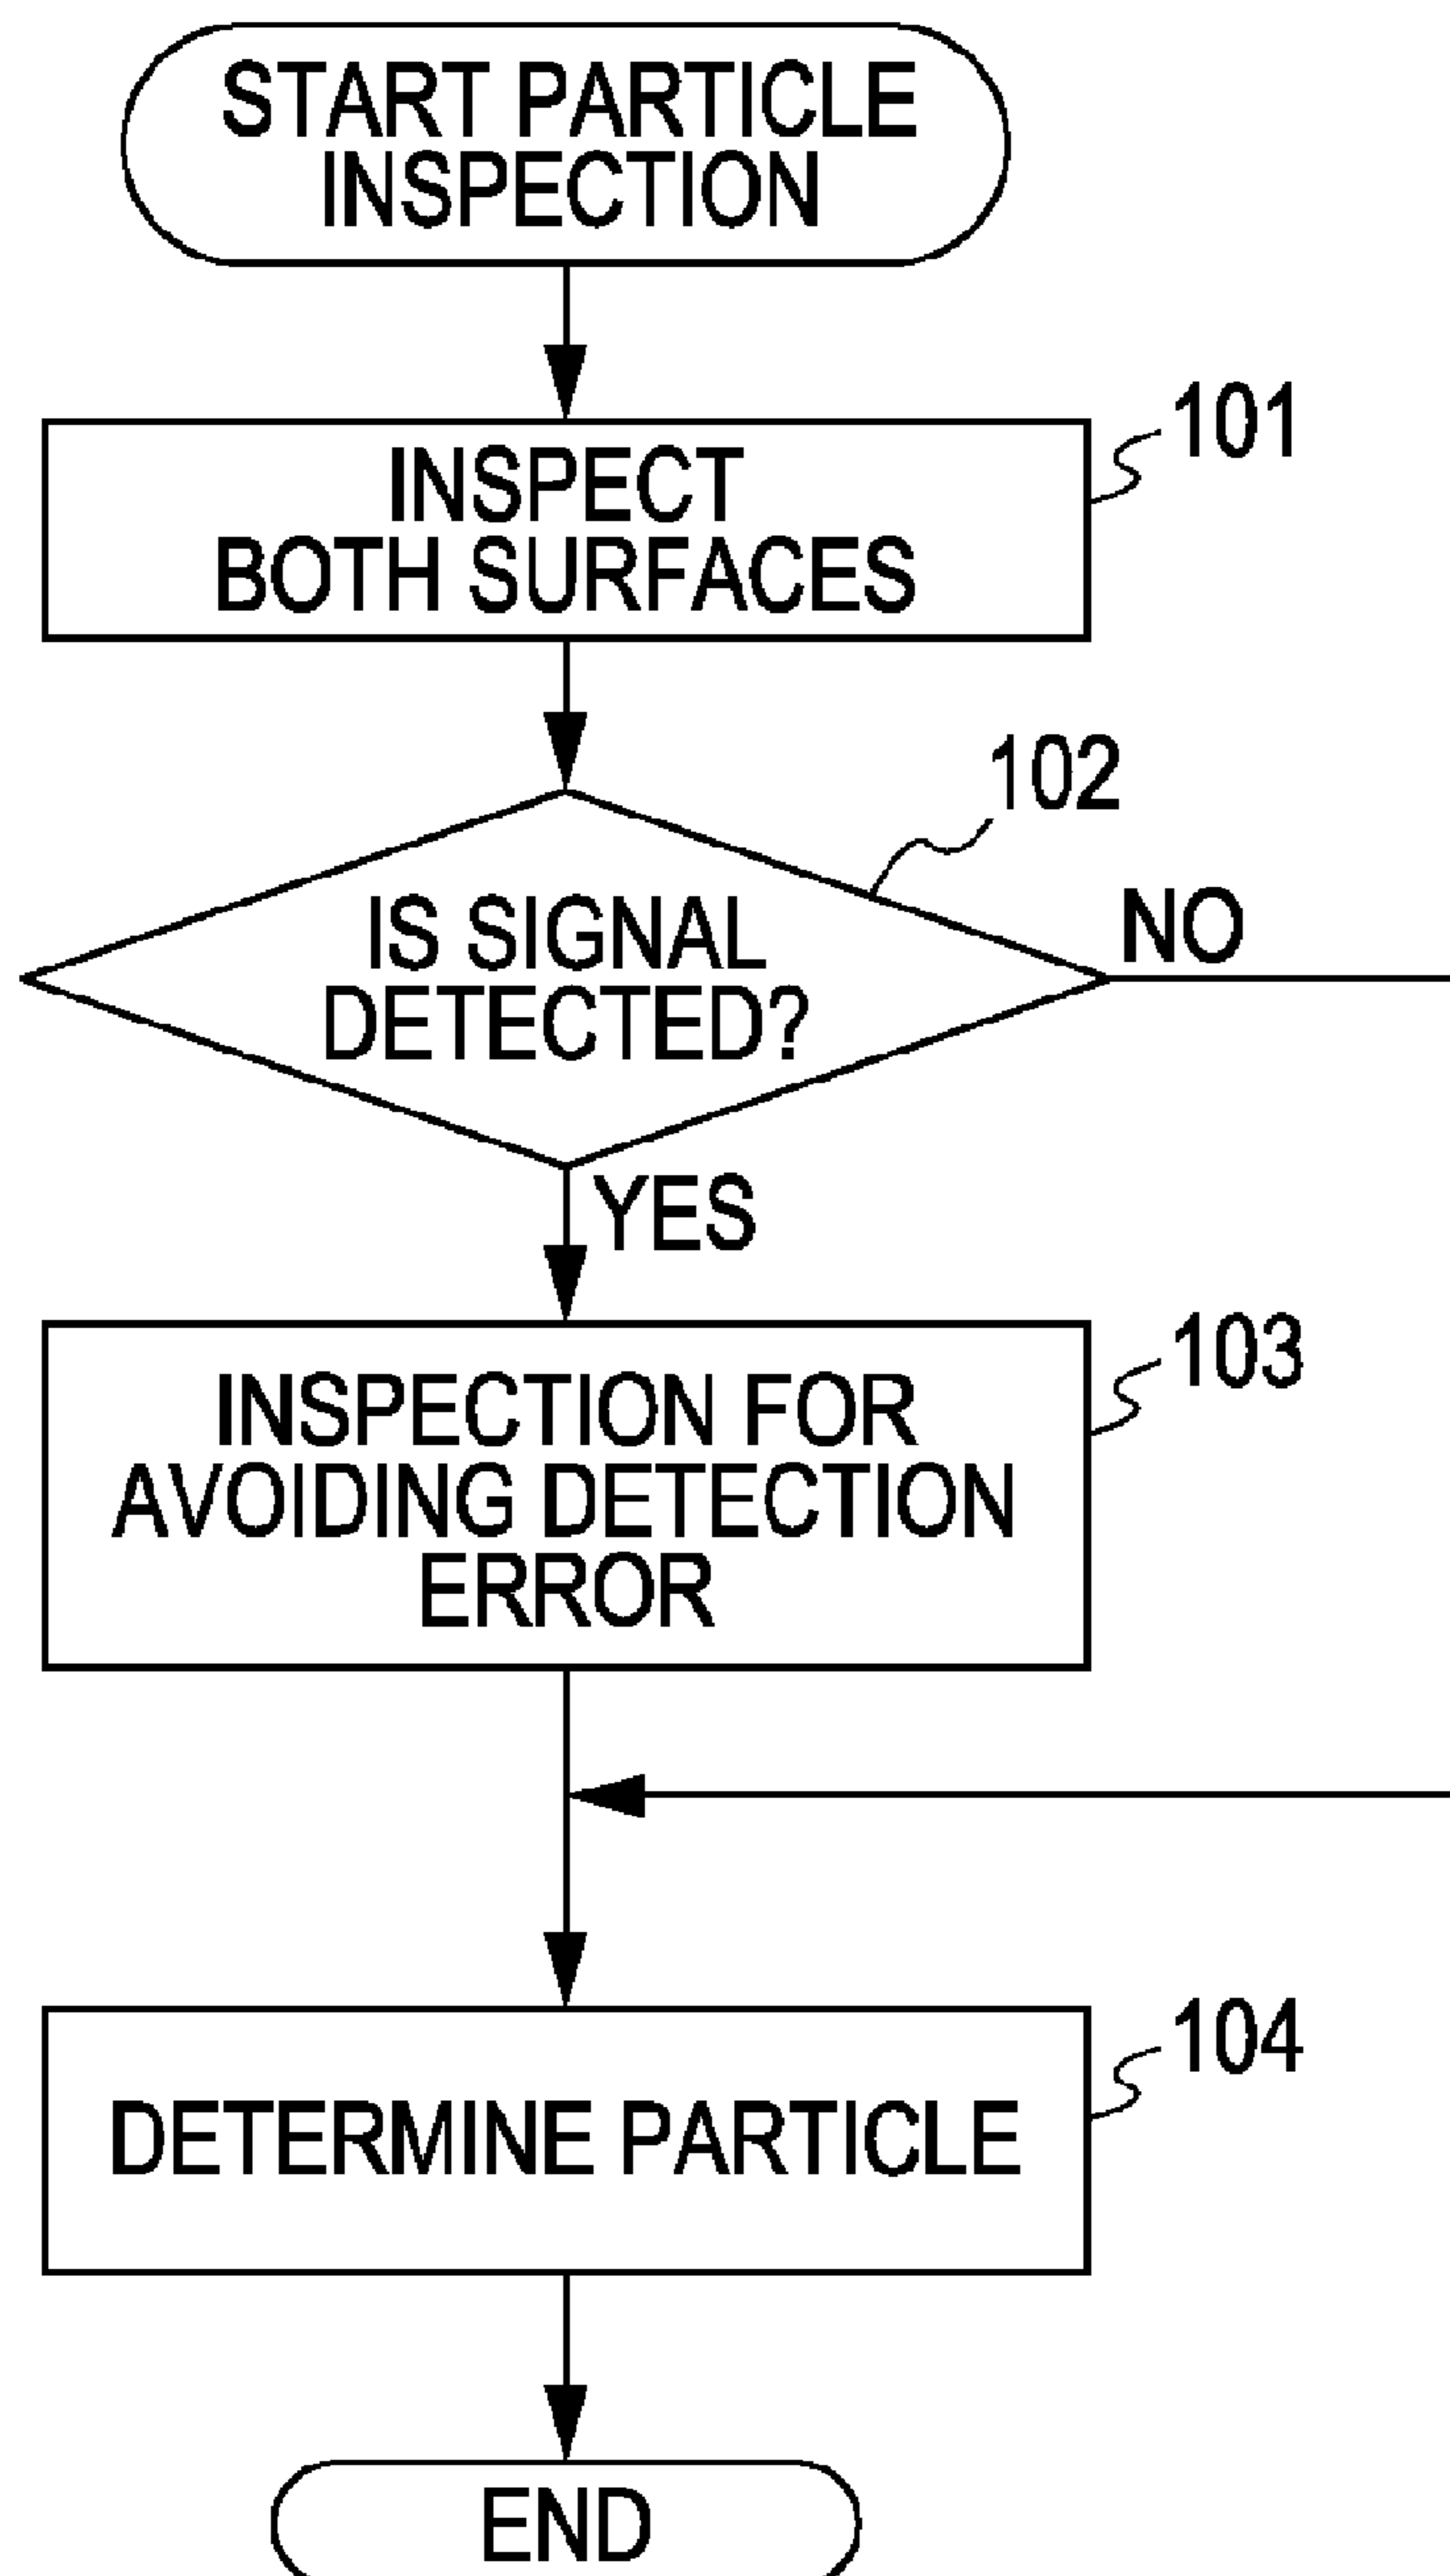 START PARTICLE
INSPECTION
101
INSPECT
BOTH SURFACES
102
IS SIGNAL
DETECTED?
NO
YES
103
INSPECTION FOR
AVOIDING DETECTION
ERROR
104
DETERMINE PARTICLE
END